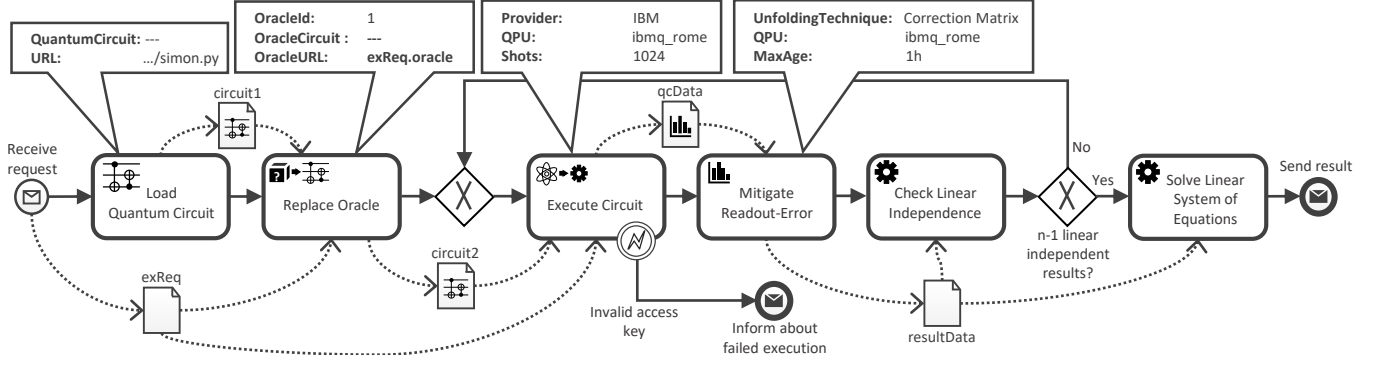 QuantumCircuit: ---
URL: .../simon.py
OracleId: 1
OracleCircuit : ---
OracleURL: exReq.oracle
Provider: IBM
QPU: ibmq_rome
Shots: 1024
UnfoldingTechnique: Correction Matrix
QPU: ibmq_rome
MaxAge: 1h
circuit1
qcData
Receive
request
Load
Quantum Circuit
Replace Oracle
X
Execute Circuit
Mitigate
Readout-Error
Check Linear
Independence
X
No
Yes
n-1 linear
independent
results?
Solve Linear
System of
Equations
Send result
exReq
circuit2
Invalid access
key
Inform about
failed execution
resultData
?